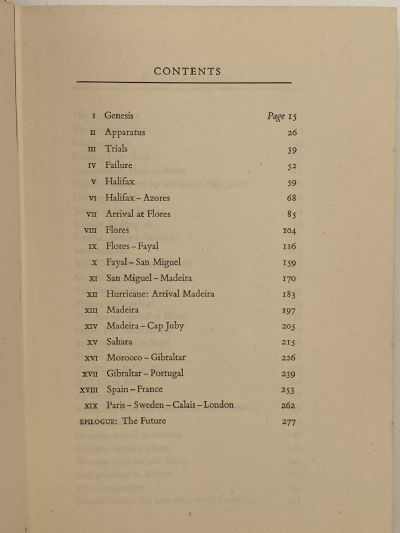 CONTENTS
I Genesis Page 15
II Apparatus 26
III Trials 39
IV Failure 52
V Halifax 59
VI Halifax – Azores 68
VII Arrival at Flores 85
VIII Flores 104
IX Flores – Fayal 116
X Fayal – San Miguel 159
XI San Miguel – Madeira 170
XII Hurricane: Arrival Madeira 183
XIII Madeira 197
XIV Madeira – Cap Juby 205
XV Sahara 215
XVI Morocco – Gibraltar 226
XVII Gibraltar – Portugal 239
XVIII Spain – France 253
XIX Paris – Sweden – Calais – London 262
EPILOGUE: The Future 277